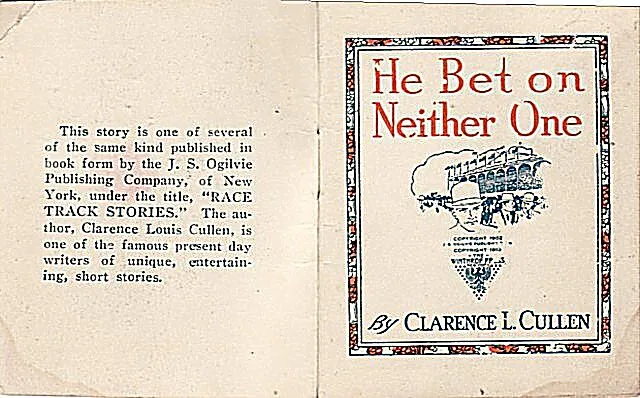 This story is one of several
of the same kind published in
book form by the J. S. Ogilvie
Publishing Company, of New
York, under the title, "RACE
TRACK STORIES." The au-
thor, Clarence Louis Cullen, is
one of the famous present day
writers of unique, entertain-
ing, short stories.
He Bet on
Neither One
COPYRIGHT 1902
COPYRIGHT
THE
WINTHROP
By CLARENCE L. CULLEN